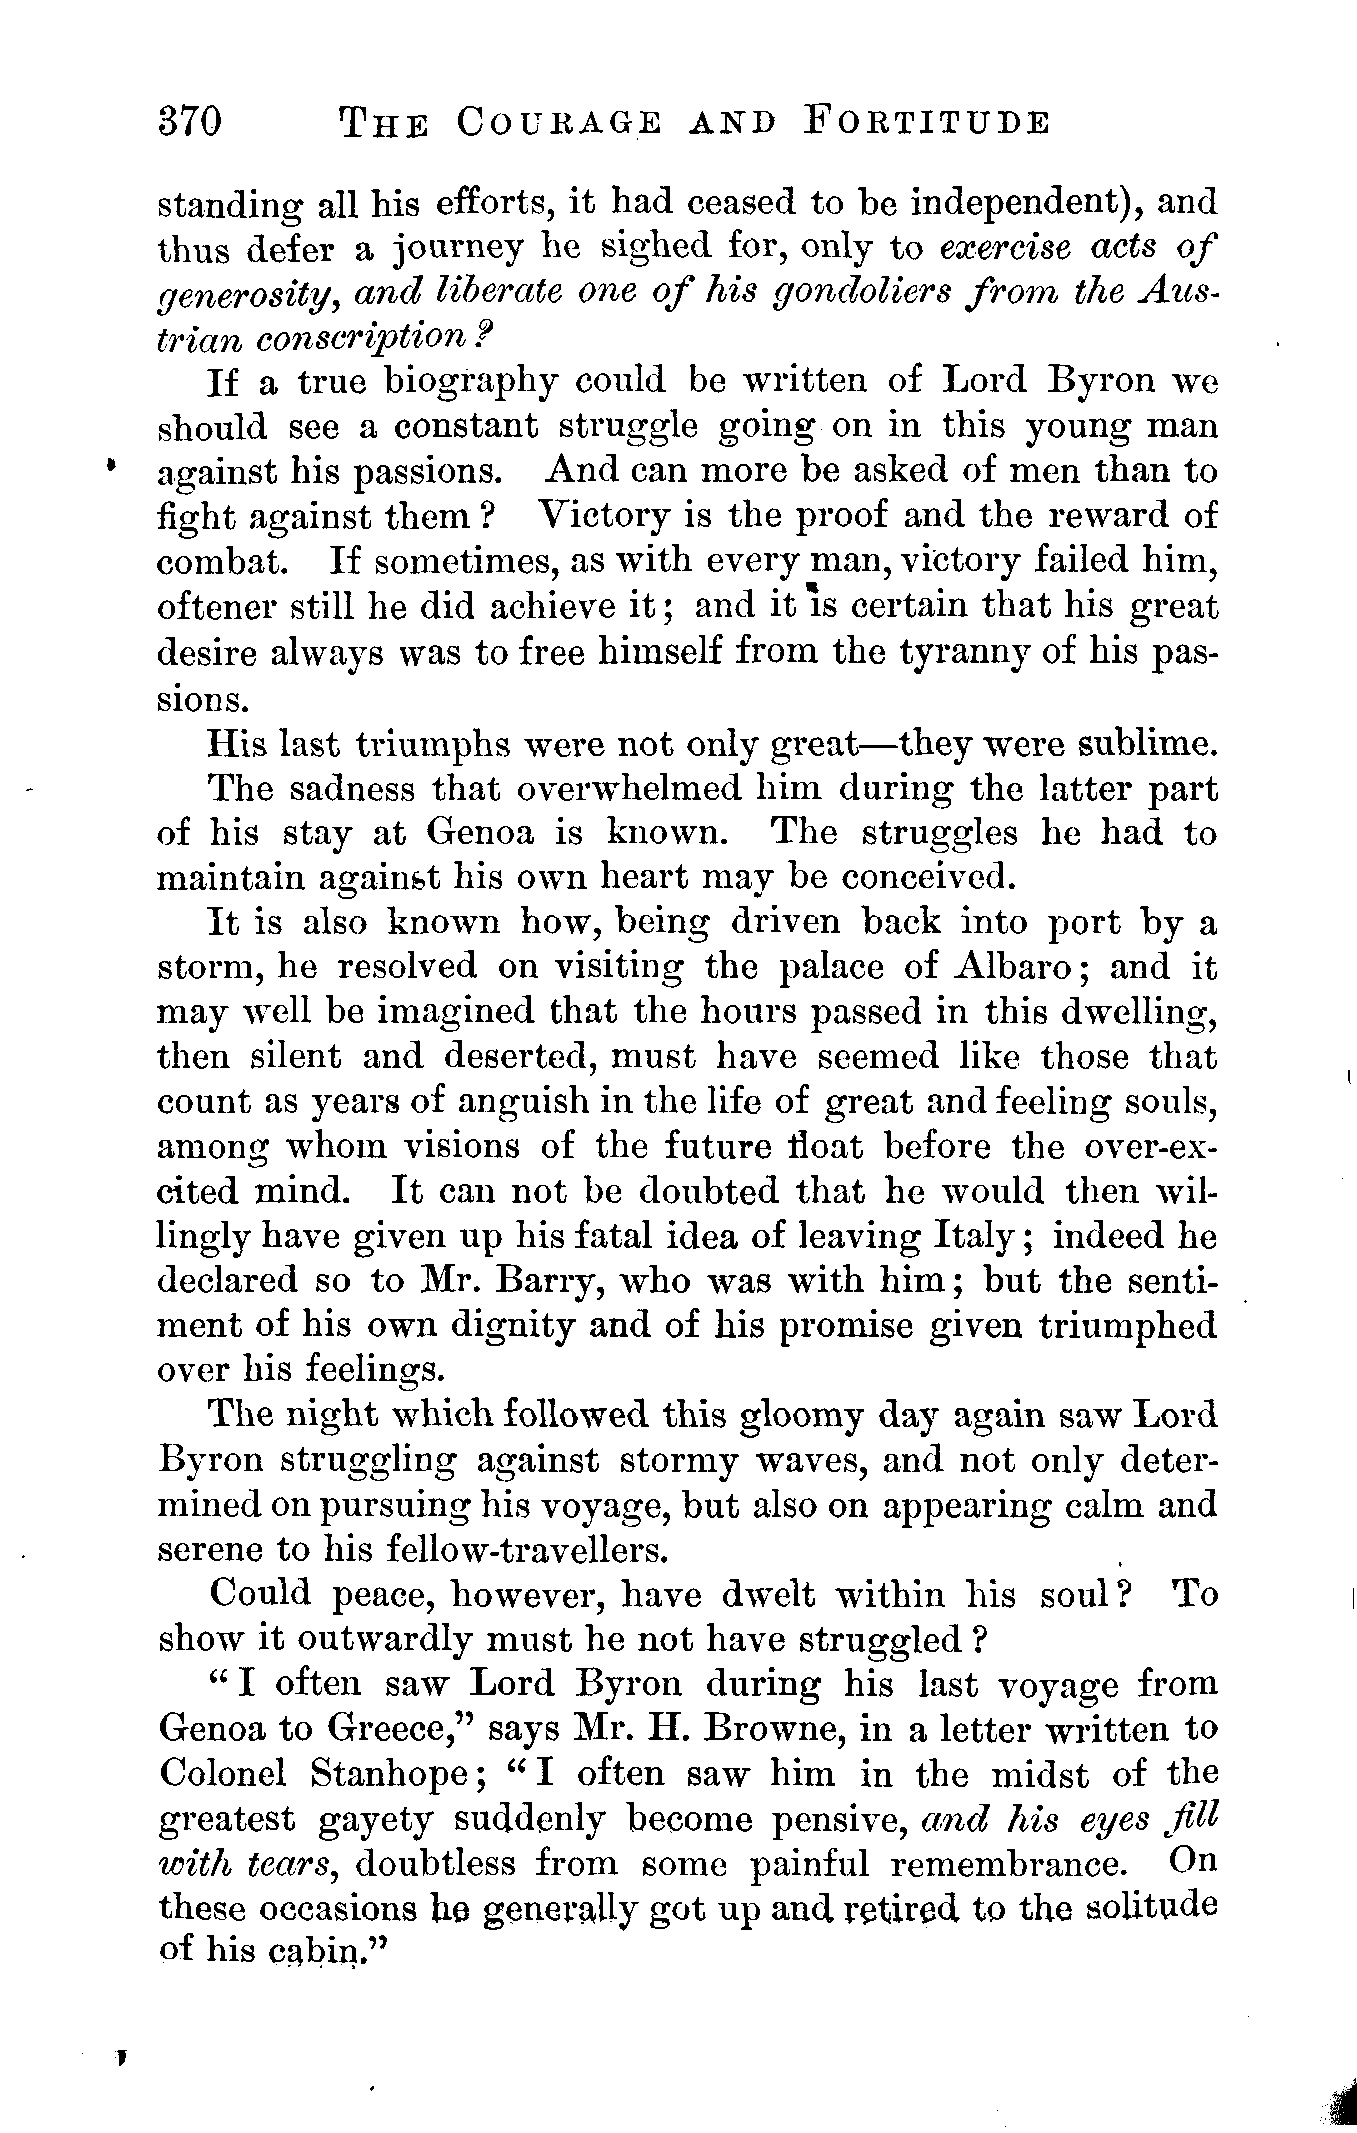 370 THE COURAGE AND FORTITUDE
standing all his efforts, it had ceased to be independent), and
thus defer a journey he sighed for, only to exercise acts of
generosity, and liberate one of his gondoliers from the Aus-
trian conscription?
If a true biography could be written of Lord Byron we
should see a constant struggle going on in this young man
against his passions. And can more be asked of men than to
fight against them? Victory is the proof and the reward of
combat. If sometimes, as with every man, victory failed him,
oftener still he did achieve it; and it is certain that his great
desire always was to free himself from the tyranny of his pas-
sions.
His last triumphs were not only great—they were sublime.
The sadness that overwhelmed him during the latter part
of his stay at Genoa is known. The struggles he had to
maintain against his own heart may be conceived.
It is also known how, being driven back into port by a
storm, he resolved on visiting the palace of Albaro; and it
may well be imagined that the hours passed in this dwelling,
then silent and deserted, must have seemed like those that
count as years of anguish in the life of great and feeling souls,
among whom visions of the future float before the over-ex-
cited mind. It can not be doubted that he would then wil-
lingly have given up his fatal idea of leaving Italy; indeed he
declared so to Mr. Barry, who was with him; but the senti-
ment of his own dignity and of his promise given triumphed
over his feelings.
The night which followed this gloomy day again saw Lord
Byron struggling against stormy waves, and not only deter-
mined on pursuing his voyage, but also on appearing calm and
serene to his fellow-travellers.
Could peace, however, have dwelt within his soul? To
show it outwardly must he not have struggled?
"I often saw Lord Byron during his last voyage from
Genoa to Greece," says Mr. H. Browne, in a letter written to
Colonel Stanhope; "I often saw him in the midst of the
greatest gayety suddenly become pensive, and his eyes fill
with tears, doubtless from some painful remembrance. On
these occasions he generally got up and retired to the solitude
of his cabin."